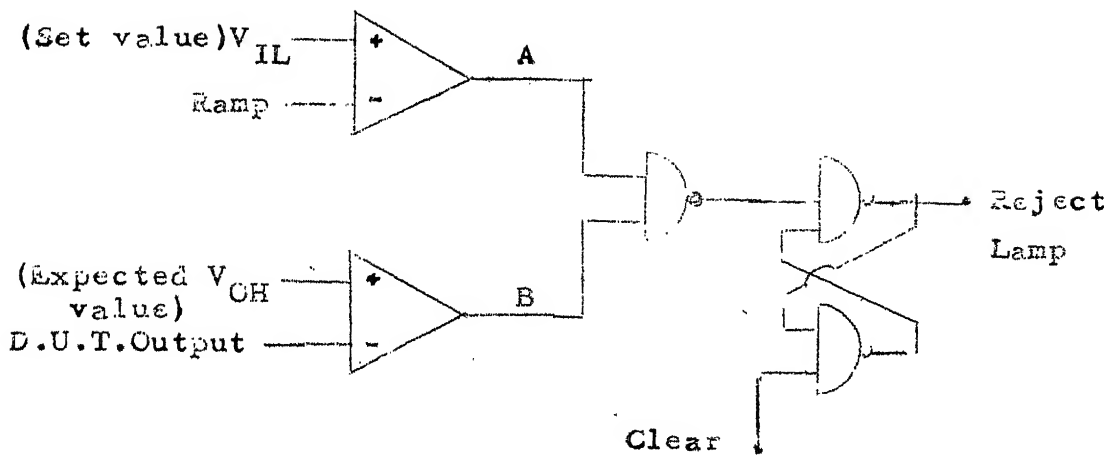 (Set value)V_IL
+
A
Ramp
-
Reject
Lamp
(Expected V_OH
value)
+
B
D.U.T.Output
-
Clear